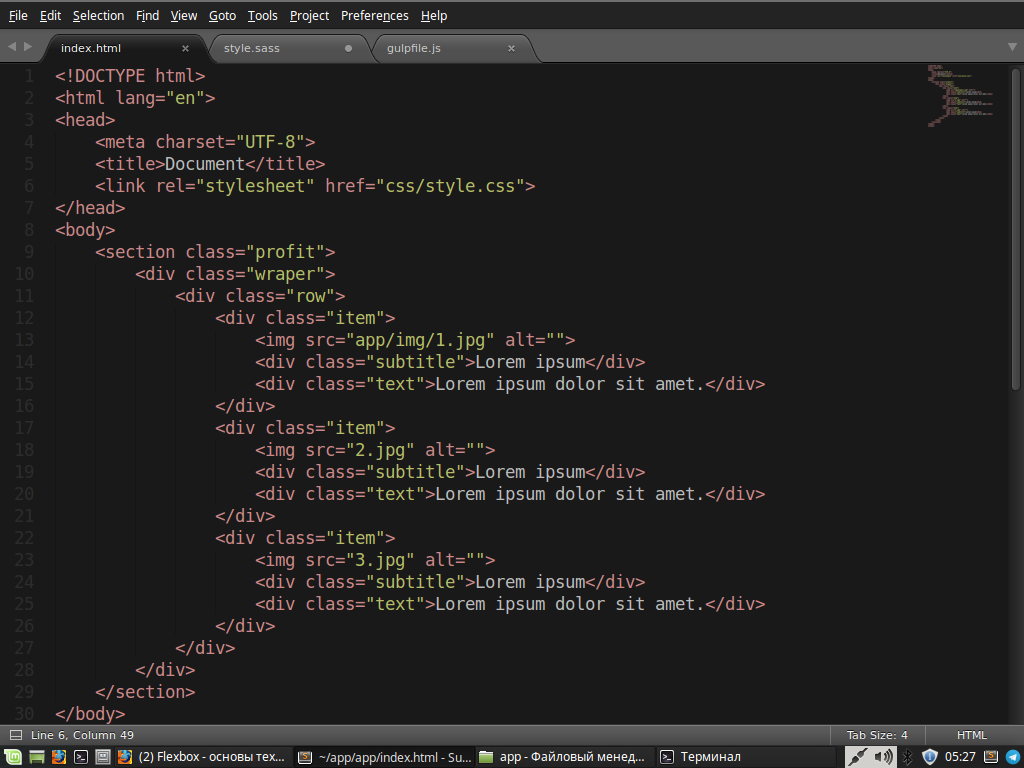 File Edit Selection Find View Goto Tools Project Preferences Help
index.html × style.sass gulpfile.js ×
1 <!DOCTYPE html>
2 <html lang="en">
3 <head>
4 <meta charset="UTF-8">
5 <title>Document</title>
6 <link rel="stylesheet" href="css/style.css">
7 </head>
8 <body>
9 <section class="profit">
10 <div class="wraper">
11 <div class="row">
12 <div class="item">
13 <img src="app/img/1.jpg" alt="">
14 <div class="subtitle">Lorem ipsum</div>
15 <div class="text">Lorem ipsum dolor sit amet.</div>
16 </div>
17 <div class="item">
18 <img src="2.jpg" alt="">
19 <div class="subtitle">Lorem ipsum</div>
20 <div class="text">Lorem ipsum dolor sit amet.</div>
21 </div>
22 <div class="item">
23 <img src="3.jpg" alt="">
24 <div class="subtitle">Lorem ipsum</div>
25 <div class="text">Lorem ipsum dolor sit amet.</div>
26 </div>
27 </div>
28 </div>
29 </section>
30 </body>
Line 6, Column 49 Tab Size: 4 HTML
(2) Flexbox - основы тех... ~/app/app/index.html - Su... app - Файловый менед... Терминал 05:27